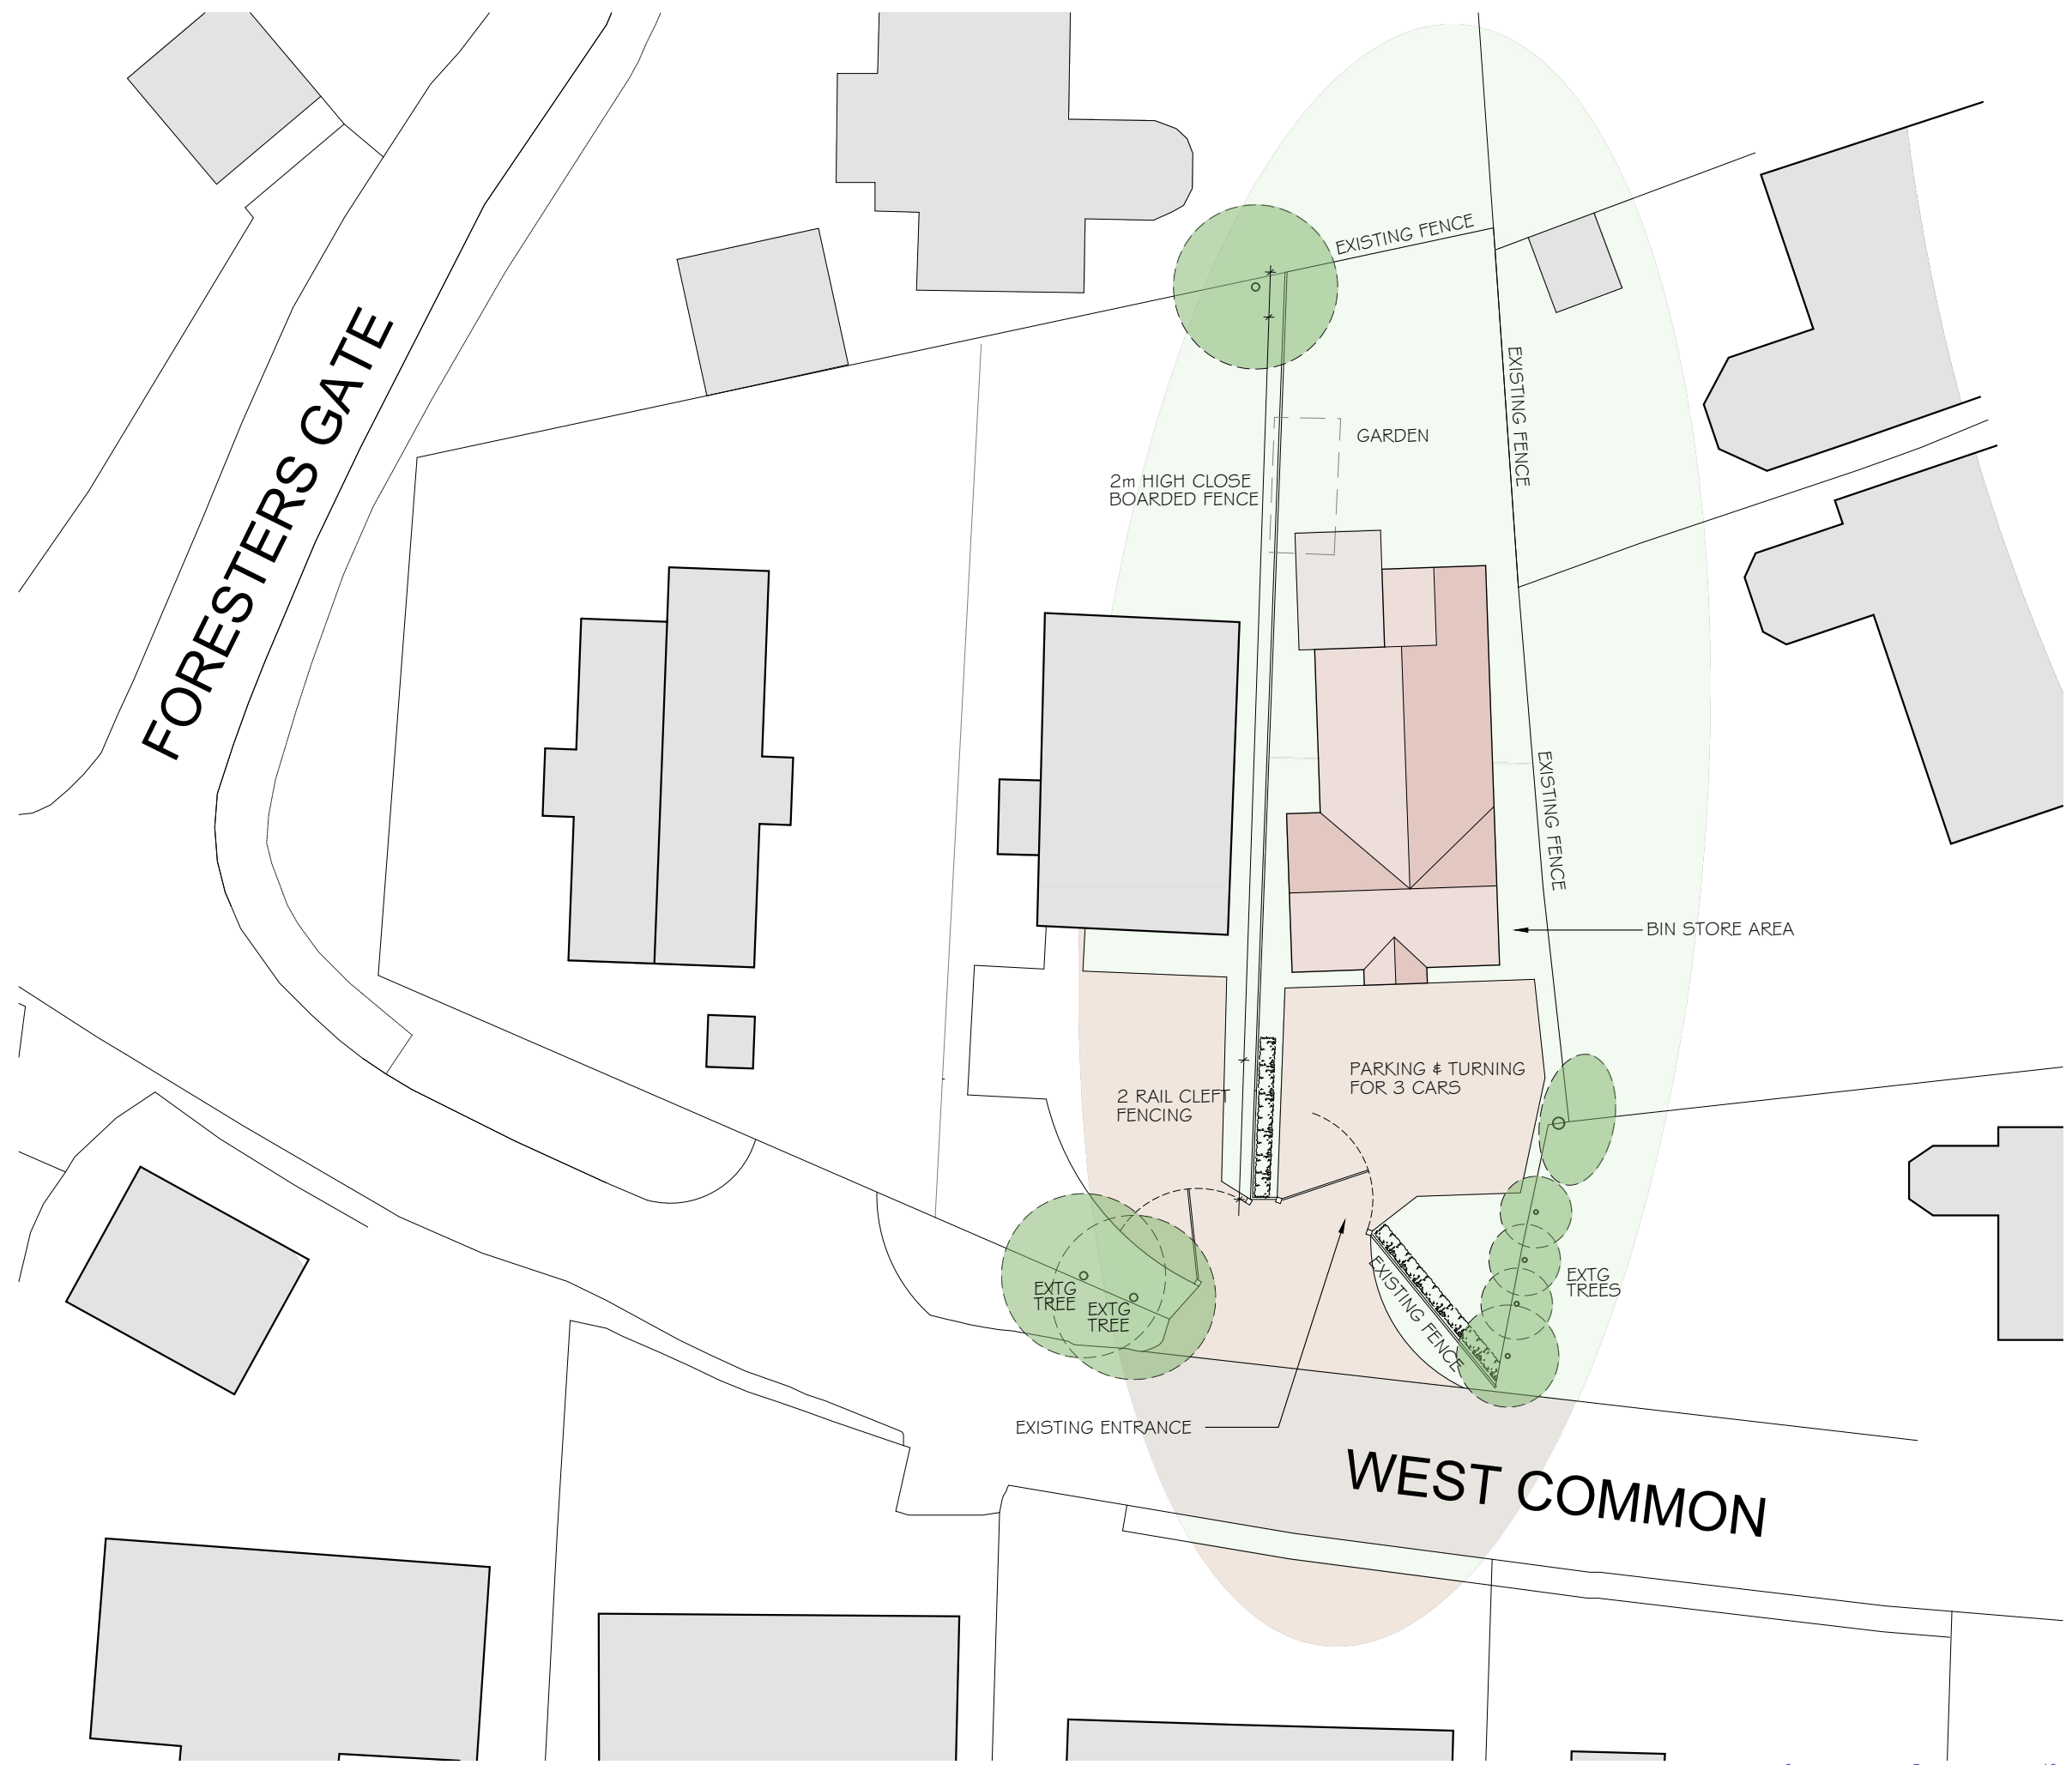 EXISTING FENCE
FORESTERS GATE
EXISTING FENCE
GARDEN
2m HIGH CLOSE
BOARDED FENCE
EXISTING FENCE
BIN STORE AREA
PARKING & TURNING
FOR 3 CARS
2 RAIL CLEFT
FENCING
EXISTING FENCE
EXTG
TREES
EXTG
TREE
EXTG
TREE
EXISTING ENTRANCE
WEST COMMON